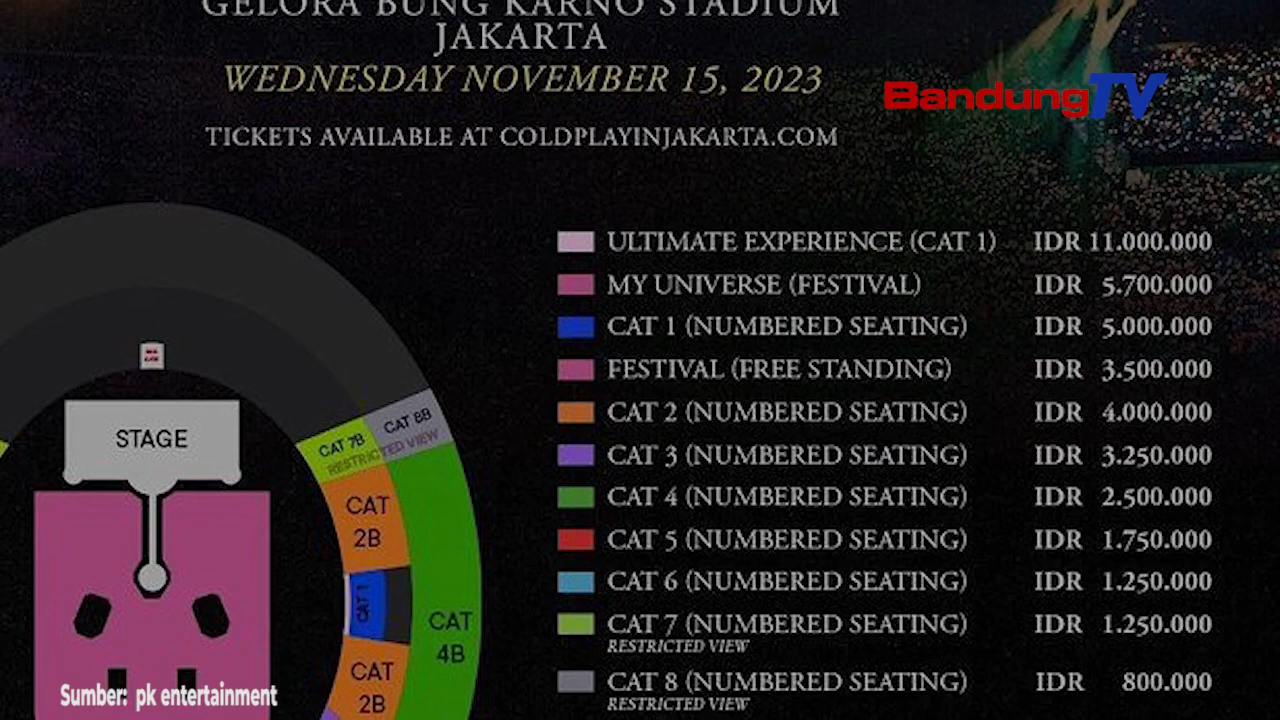 GELORA BUNG KARNO STADIUM
JAKARTA
WEDNESDAY NOVEMBER 15, 2023
TICKETS AVAILABLE AT COLDPLAYINJAKARTA.COM
BandungTV
ULTIMATE EXPERIENCE (CAT 1) IDR 11.000.000
MY UNIVERSE (FESTIVAL) IDR 5.700.000
CAT 1 (NUMBERED SEATING) IDR 5.000.000
FESTIVAL (FREE STANDING) IDR 3.500.000
CAT 2 (NUMBERED SEATING) IDR 4.000.000
CAT 3 (NUMBERED SEATING) IDR 3.250.000
CAT 4 (NUMBERED SEATING) IDR 2.500.000
CAT 5 (NUMBERED SEATING) IDR 1.750.000
CAT 6 (NUMBERED SEATING) IDR 1.250.000
CAT 7 (NUMBERED SEATING) IDR 1.250.000
RESTRICTED VIEW
CAT 8 (NUMBERED SEATING) IDR 800.000
RESTRICTED VIEW
STAGE
CAT 7B
CAT 8B
RESTRICTED VIEW
CAT
2B
CAT 1
CAT
4B
CAT
2B
Sumber: pk entertainment